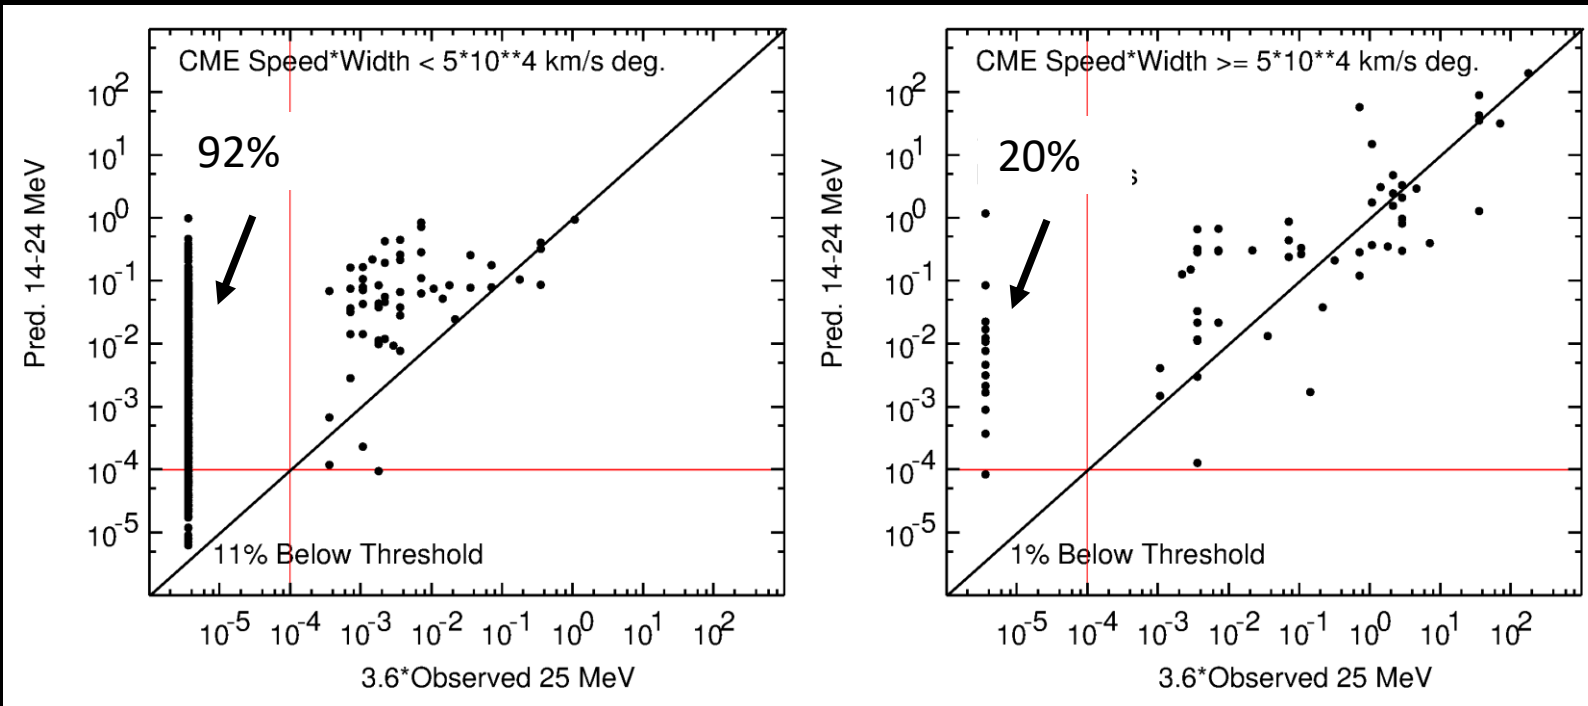 CME Speed*Width < 5*10**4 km/s deg.
92%
Pred. 14-24 MeV
10^2
10^1
10^0
10^-1
10^-2
10^-3
10^-4
10^-5
11% Below Threshold
10^-5 10^-4 10^-3 10^-2 10^-1 10^0 10^1 10^2
3.6*Observed 25 MeV
CME Speed*Width >= 5*10**4 km/s deg.
20%
s
Pred. 14-24 MeV
10^2
10^1
10^0
10^-1
10^-2
10^-3
10^-4
10^-5
1% Below Threshold
10^-5 10^-4 10^-3 10^-2 10^-1 10^0 10^1 10^2
3.6*Observed 25 MeV